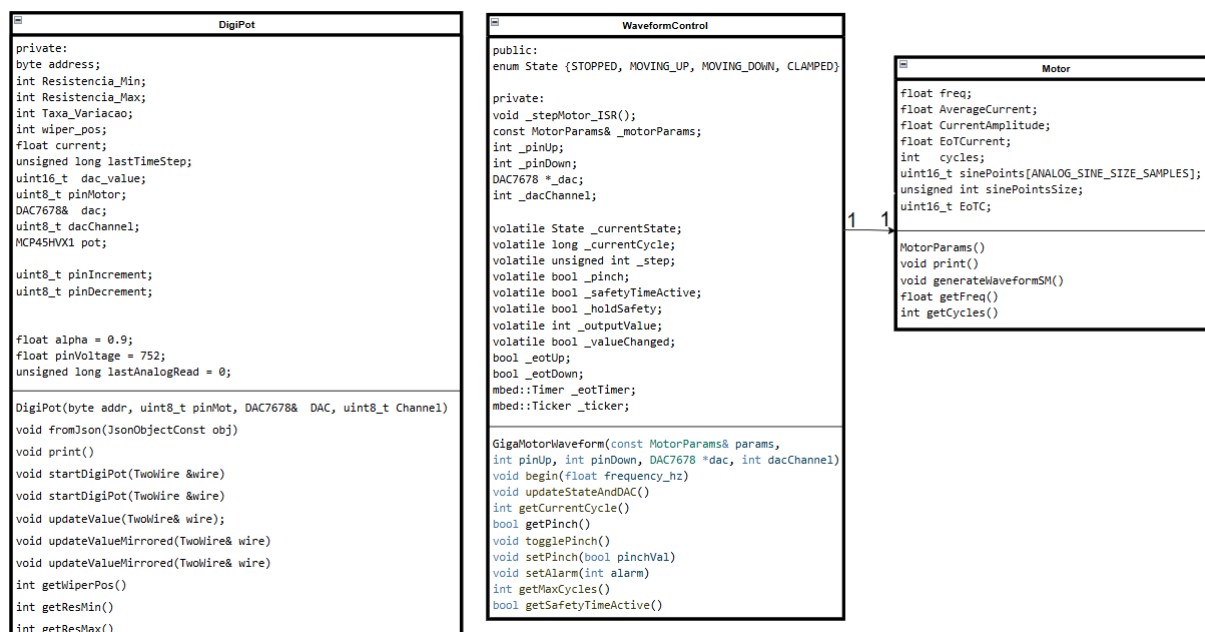 DigiPot
private:
byte address;
int Resistencia_Min;
int Resistencia_Max;
int Taxa_Variacao;
int wiper_pos;
float current;
unsigned long lastTimeStep;
uint16_t  dac_value;
uint8_t pinMotor;
DAC7678&  dac;
uint8_t dacChannel;
MCP45HVX1 pot;
uint8_t pinIncrement;
uint8_t pinDecrement;
float alpha = 0.9;
float pinVoltage = 752;
unsigned long lastAnalogRead = 0;
DigiPot(byte addr, uint8_t pinMot, DAC7678&  DAC, uint8_t Channel)
void fromJson(JsonObjectConst obj)
void print()
void startDigiPot(TwoWire &wire)
void startDigiPot(TwoWire &wire)
void updateValue(TwoWire& wire);
void updateValueMirrored(TwoWire& wire)
void updateValueMirrored(TwoWire& wire)
int getWiperPos()
int getResMin()
int getResMax()
WaveformControl
public:
enum State {STOPPED, MOVING_UP, MOVING_DOWN, CLAMPED}
private:
void _stepMotor_ISR();
const MotorParams& _motorParams;
int _pinUp;
int _pinDown;
DAC7678 *_dac;
int _dacChannel;
volatile State _currentState;
volatile long _currentCycle;
volatile unsigned int _step;
volatile bool _pinch;
volatile bool _safetyTimeActive;
volatile bool _holdSafety;
volatile int _outputValue;
volatile bool _valueChanged;
bool _eotUp;
bool _eotDown;
mbed::Timer _eotTimer;
mbed::Ticker _ticker;
GigaMotorWaveform(const MotorParams& params,
int pinUp, int pinDown, DAC7678 *dac, int dacChannel)
void begin(float frequency_hz)
void updateStateAndDAC()
int getCurrentCycle()
bool getPinch()
void togglePinch()
void setPinch(bool pinchVal)
void setAlarm(int alarm)
int getMaxCycles()
bool getSafetyTimeActive()
1 1
Motor
float freq;
float AverageCurrent;
float CurrentAmplitude;
float EoTCurrent;
int   cycles;
uint16_t sinePoints[ANALOG_SINE_SIZE_SAMPLES];
unsigned int sinePointsSize;
uint16_t EoTC;
MotorParams()
void print()
void generateWaveformSM()
float getFreq()
int getCycles()